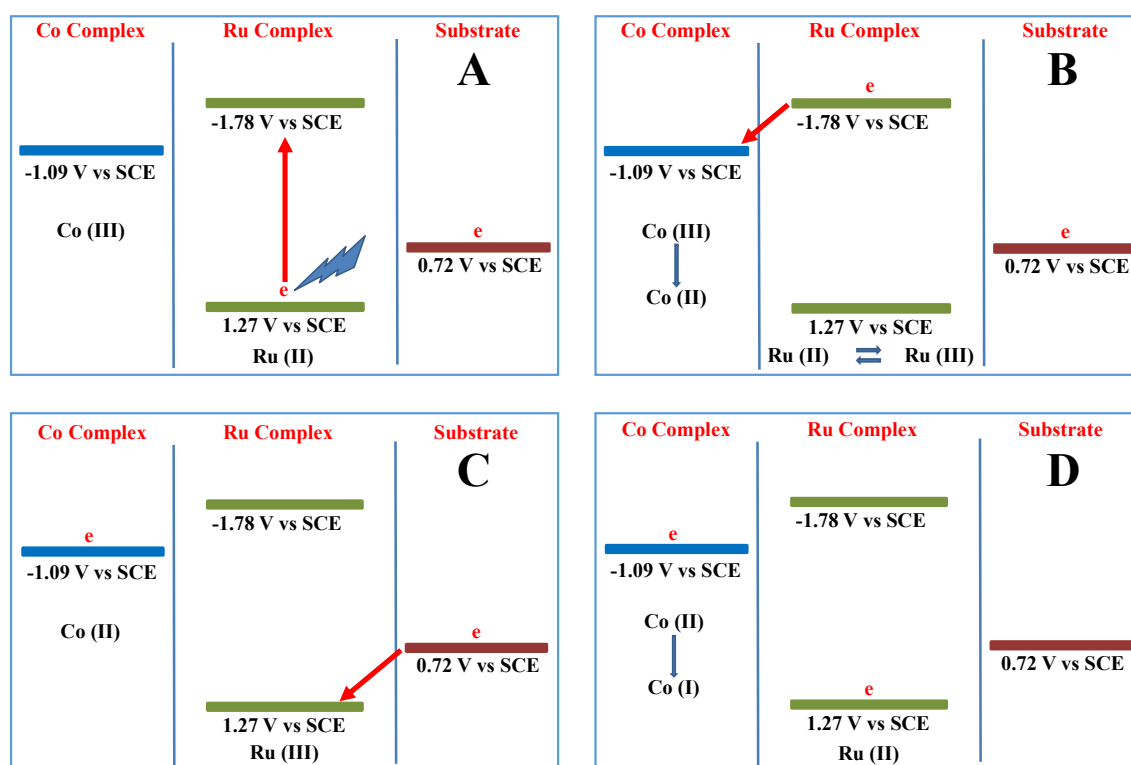 Co Complex Ru Complex Substrate
A
-1.78 V vs SCE
-1.09 V vs SCE
Co (III)
e
0.72 V vs SCE
e
1.27 V vs SCE
Ru (II)
Co Complex Ru Complex Substrate
B
e
-1.78 V vs SCE
-1.09 V vs SCE
Co (III)
e
0.72 V vs SCE
Co (II)
1.27 V vs SCE
Ru (II) Ru (III)
Co Complex Ru Complex Substrate
C
-1.78 V vs SCE
e
-1.09 V vs SCE
Co (II)
e
0.72 V vs SCE
1.27 V vs SCE
Ru (III)
Co Complex Ru Complex Substrate
D
-1.78 V vs SCE
e
-1.09 V vs SCE
Co (II)
0.72 V vs SCE
Co (I)
e
1.27 V vs SCE
Ru (II)